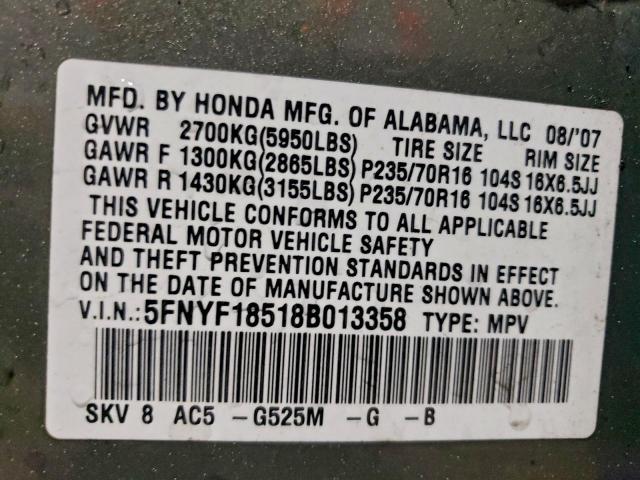 MFD. BY HONDA MFG. OF ALABAMA, LLC 08/'07
GVWR 2700KG(5950LBS) TIRE SIZE RIM SIZE
GAWR F 1300KG(2865LBS) P235/70R16 104S 16X6.5JJ
GAWR R 1430KG(3155LBS) P235/70R16 104S 16X6.5JJ
THIS VEHICLE CONFORMS TO ALL APPLICABLE
FEDERAL MOTOR VEHICLE SAFETY
AND THEFT PREVENTION STANDARDS IN EFFECT
ON THE DATE OF MANUFACTURE SHOWN ABOVE.
V.I.N.: 5FNYF18518B013358 TYPE: MPV
SKV 8 AC5 -G525M -G -B